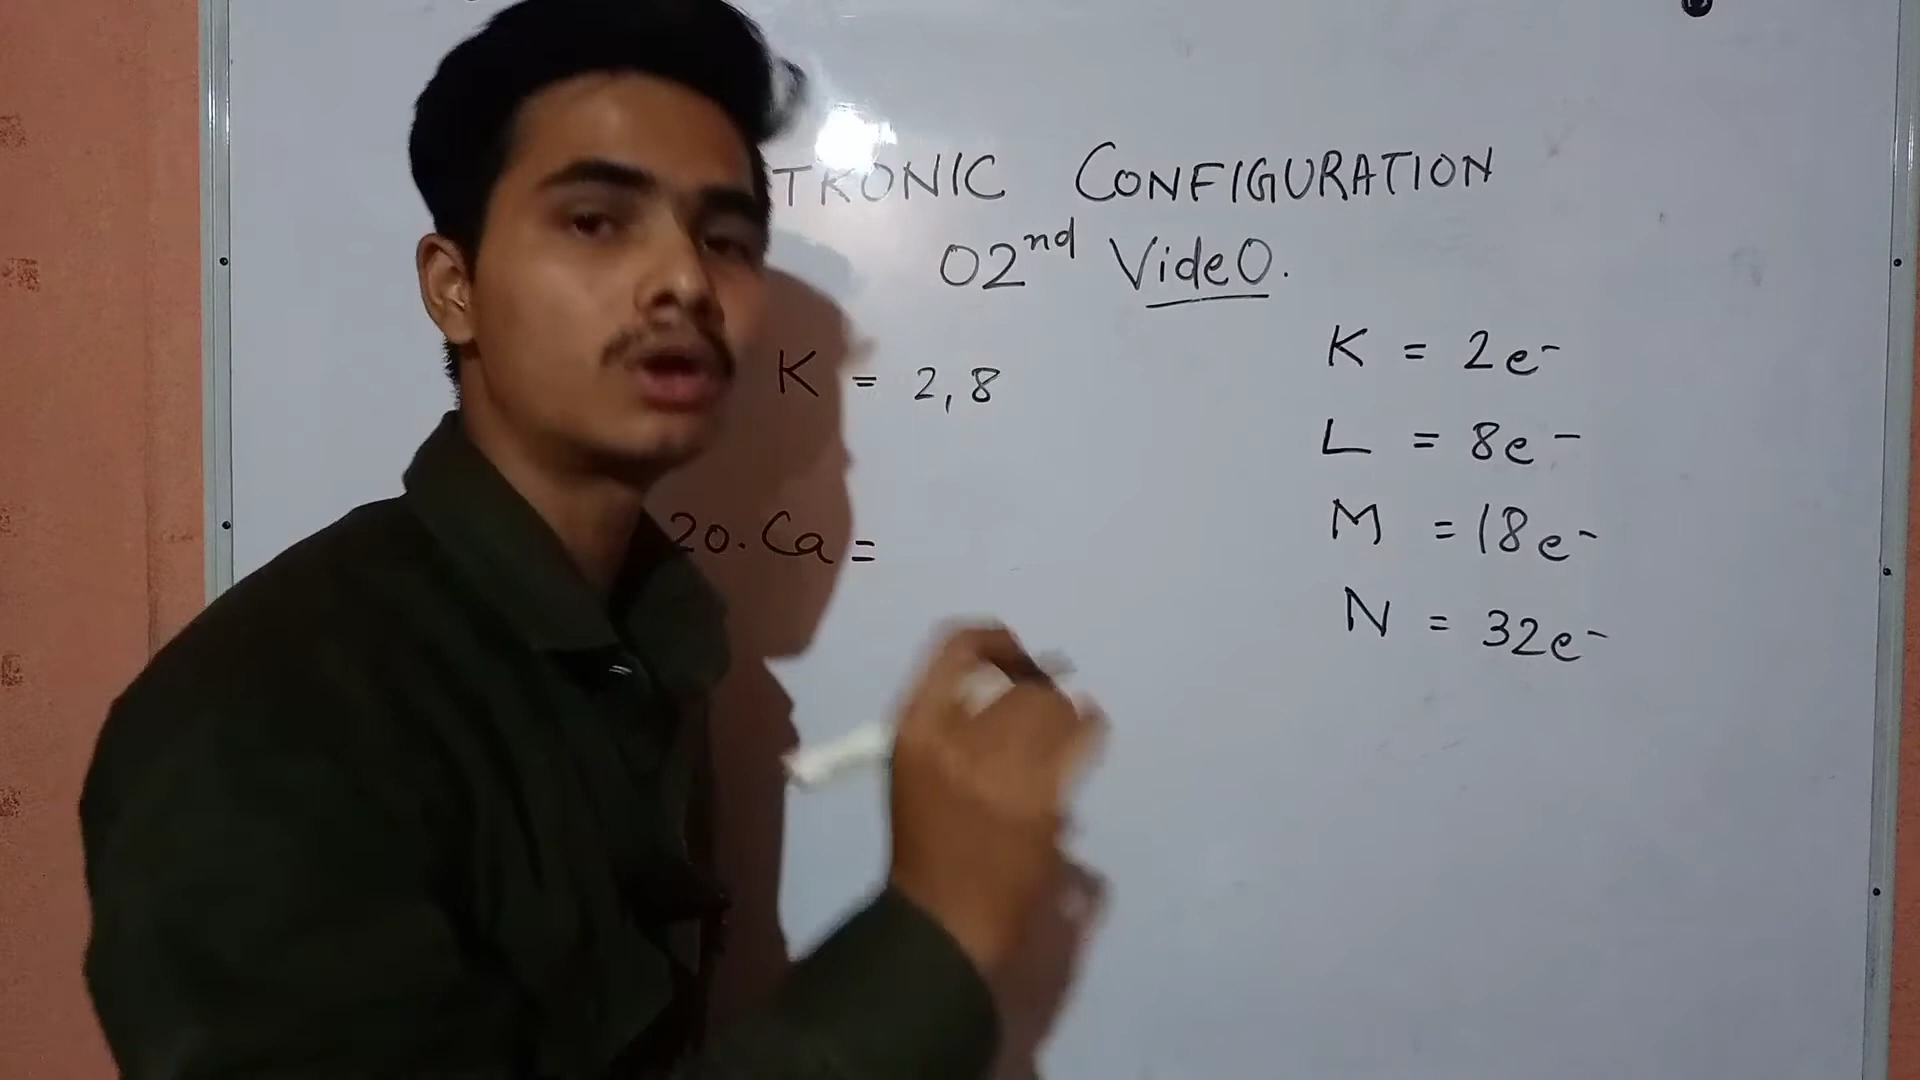 TRONIC CONFIGURATION
02nd VideO.
K = 2,8
20. Ca =
K = 2e-
L = 8e-
M = 18e-
N = 32e-